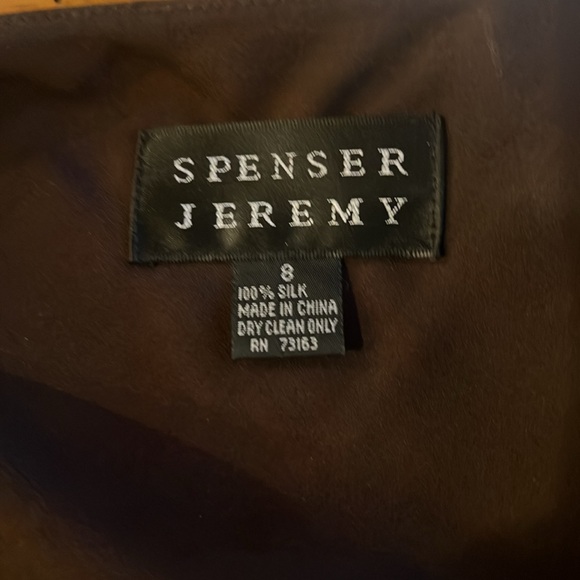 SPENSER
JEREMY
8
100% SILK
MADE IN CHINA
DRY CLEAN ONLY
RN 73163